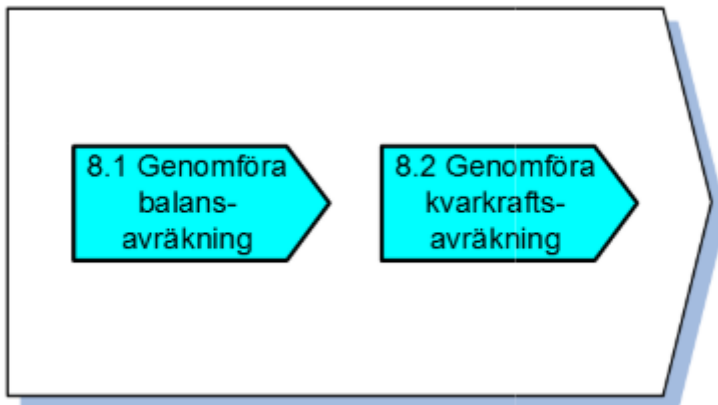 8.1 Genomföra
balans-
avräkning
8.2 Genomföra
kvarkrafts-
avräkning